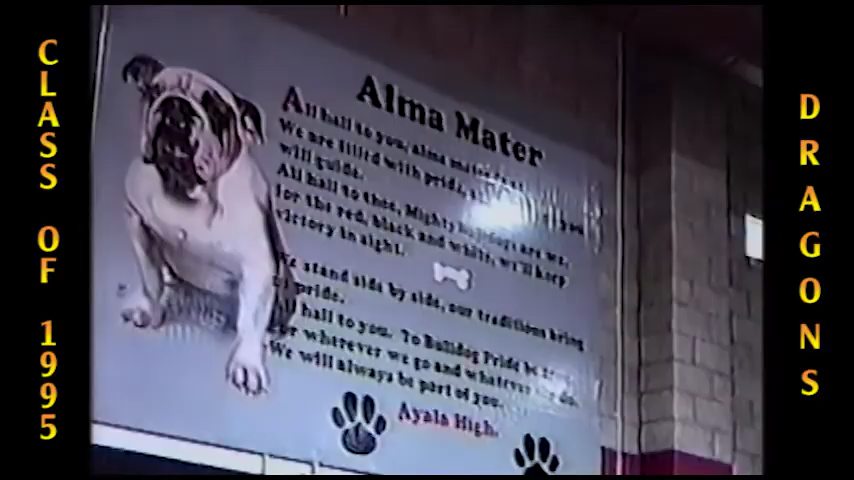 CLASS OF 1995
Alma Mater
All hail to you, alma mater
We are filled with pride, you
will guide.
All hail to thee, Mighty Bulldogs are we,
for the red, black and white, we'll keep
victory in sight.
We stand side by side, our traditions bring
us pride.
All hail to you. To Bulldog Pride be
For wherever we go and whatever we do.
We will always be part of you.
Ayala High.
DRAGONS